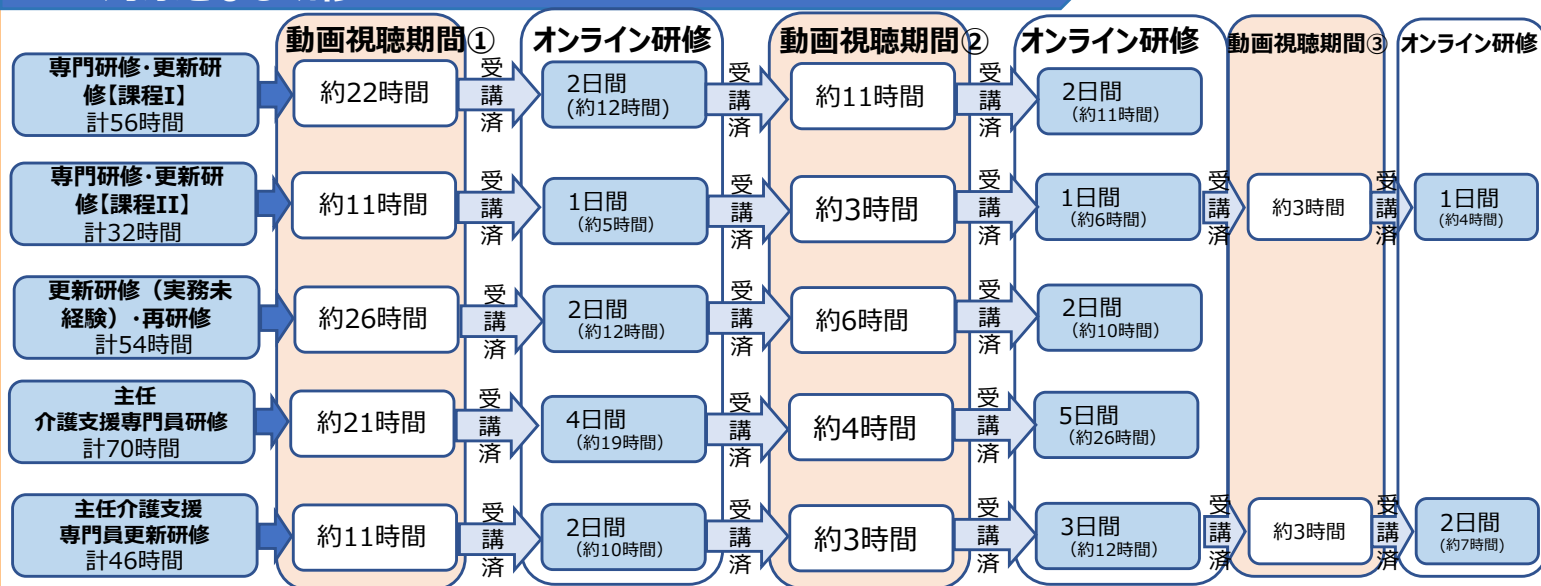 動画視聴期間①
オンライン研修
動画視聴期間②
オンライン研修
動画視聴期間③
オンライン研修
専門研修・更新研
修【課程I】
計56時間
約22時間
受
講
済
2日間
(約12時間)
受
講
済
約11時間
受
講
済
2日間
（約11時間）
専門研修・更新研
修【課程II】
計32時間
約11時間
受
講
済
1日間
（約5時間）
受
講
済
約3時間
受
講
済
1日間
（約6時間）
受
講
済
約3時間
受
講
済
1日間
（約4時間）
更新研修（実務未
経験）・再研修
計54時間
約26時間
受
講
済
2日間
（約12時間）
受
講
済
約6時間
受
講
済
2日間
（約10時間）
主任
介護支援専門員研修
計70時間
約21時間
受
講
済
4日間
（約19時間）
受
講
済
約4時間
受
講
済
5日間
（約26時間）
主任介護支援
専門員更新研修
計46時間
約11時間
受
講
済
2日間
（約10時間）
受
講
済
約3時間
受
講
済
3日間
（約12時間）
受
講
済
約3時間
受
講
済
2日間
（約7時間）